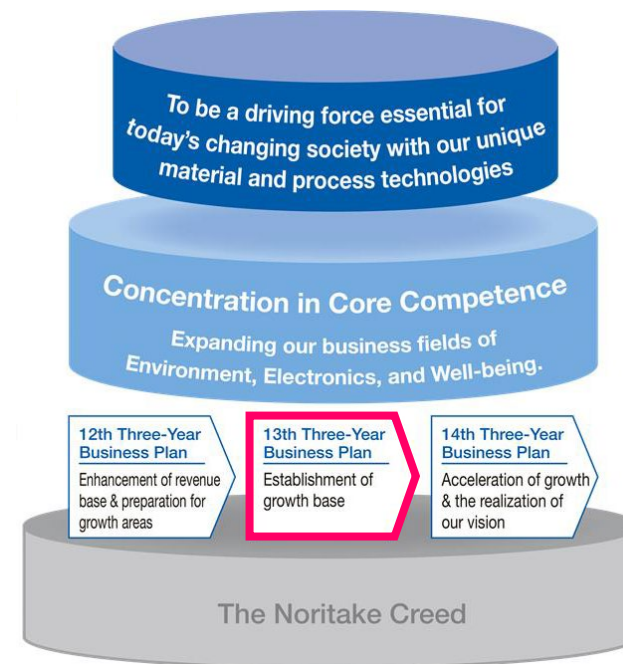 To be a driving force essential for
today's changing society with our unique
material and process technologies
Concentration in Core Competence
Expanding our business fields of
Environment, Electronics, and Well-being.
12th Three-Year
Business Plan
Enhancement of revenue
base & preparation for
growth areas
13th Three-Year
Business Plan
Establishment of
growth base
14th Three-Year
Business Plan
Acceleration of growth
& the realization of
our vision
The Noritake Creed